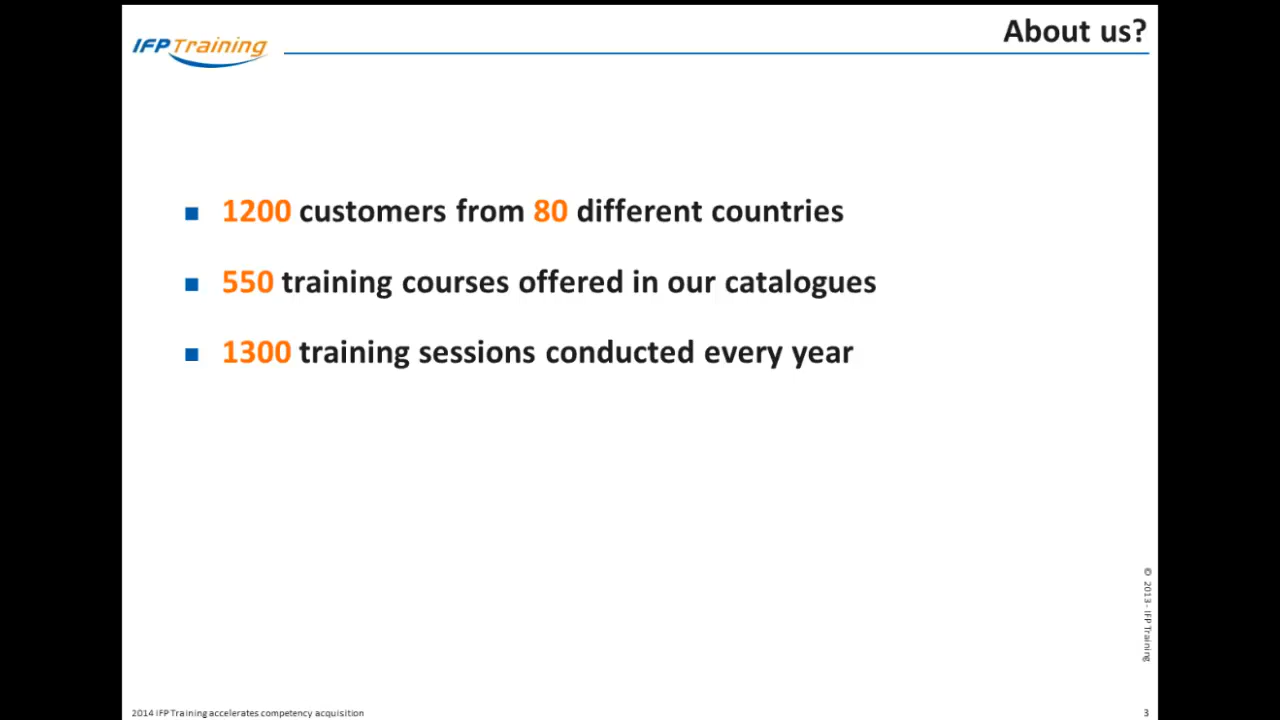 IFP Training
About us?
1200 customers from 80 different countries
550 training courses offered in our catalogues
1300 training sessions conducted every year
© 2013 - IFP Training
2014 IFP Training accelerates competency acquisition
3